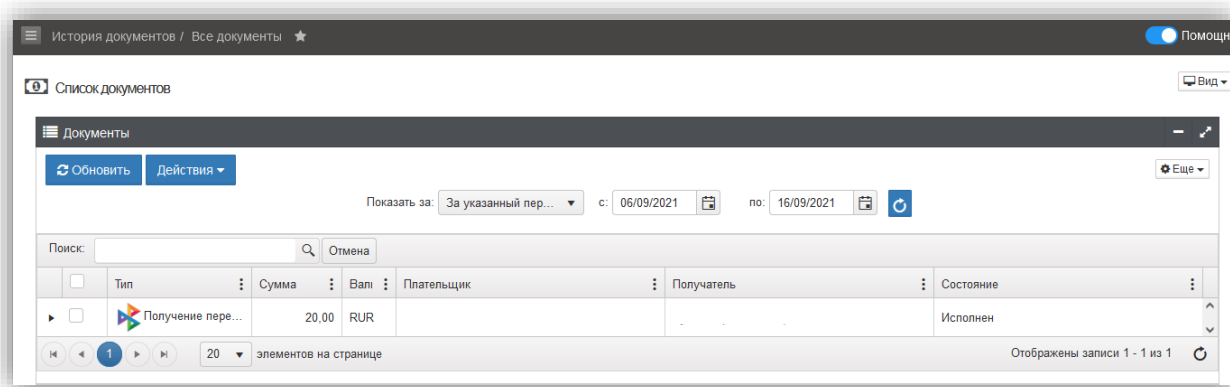 История документов / Все документы
Помощн
Список документов
Вид
Документы
Обновить Действия
Еще
Показать за: За указанный пер... с: 06/09/2021 по: 16/09/2021
Поиск: Отмена
Тип Сумма Валı Плательщик Получатель Состояние
Получение пере... 20,00 RUR Исполнен
1 20 элементов на странице Отображены записи 1 - 1 из 1